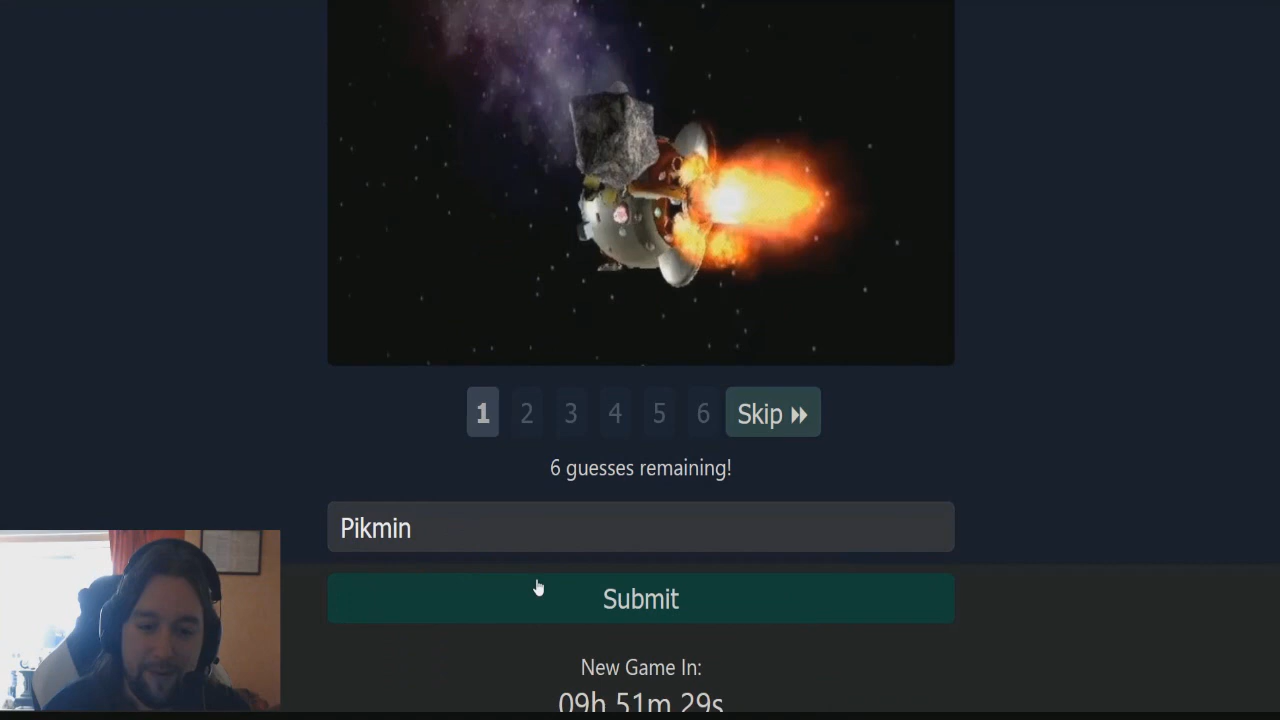 1 2 3 4 5 6 Skip
6 guesses remaining!
Pikmin
Submit
New Game In:
09h 51m 29s